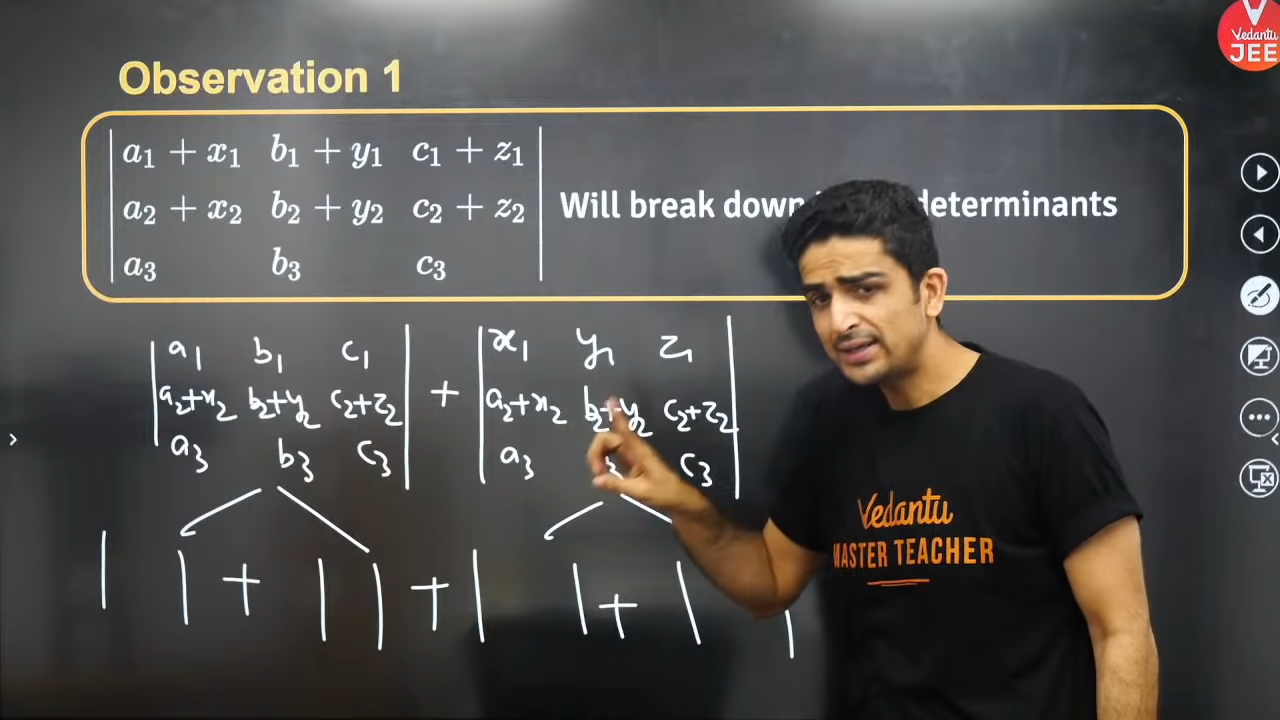 Vedantu
JEE
Observation 1
a₁ + x₁ b₁ + y₁ c₁ + z₁
a₂ + x₂ b₂ + y₂ c₂ + z₂
a₃ b₃ c₃
Will break down determinants
a₁ b₁ c₁
a₂+x₂ b₂+y₂ c₂+z₂
a₃ b₃ c₃
+
x₁ y₁ z₁
a₂+x₂ b₂+y₂ c₂+z₂
a₃ c₃
+ + +
Vedantu
MASTER TEACHER